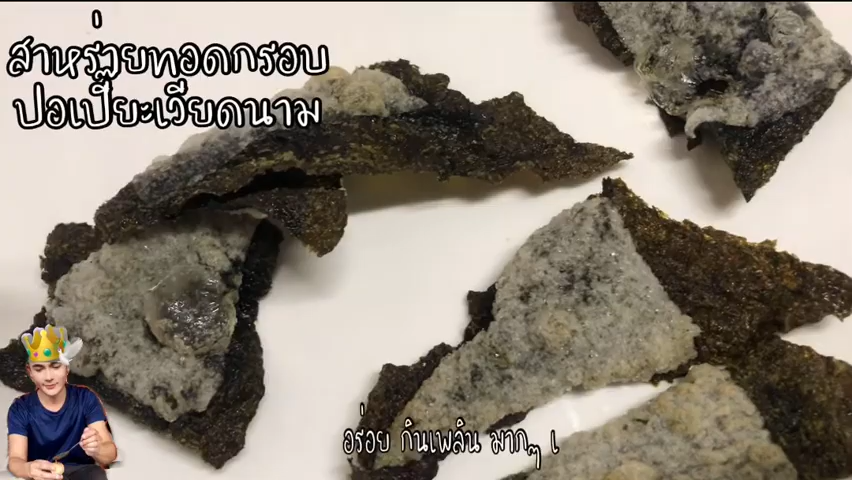 สาหร่ายทอดกรอบ
ปอเปี๊ยะเวียดนาม
อร่อย กินเพลิน มากๆ เ